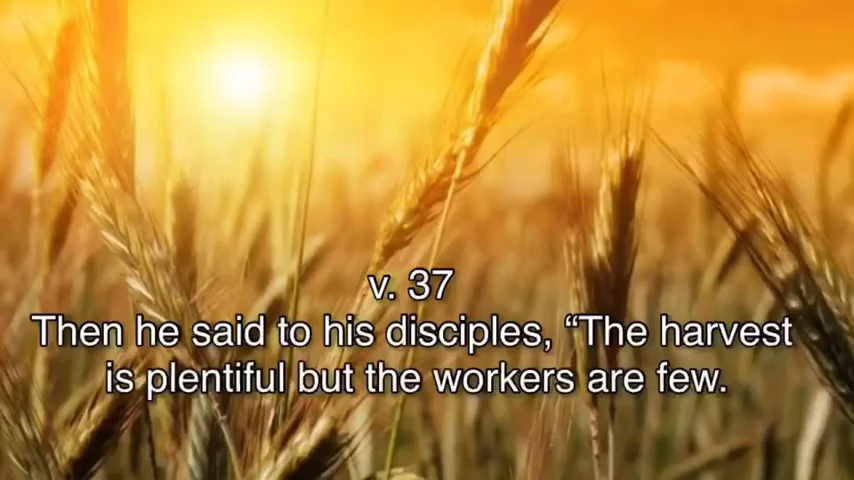 v. 37
Then he said to his disciples, “The harvest
is plentiful but the workers are few.